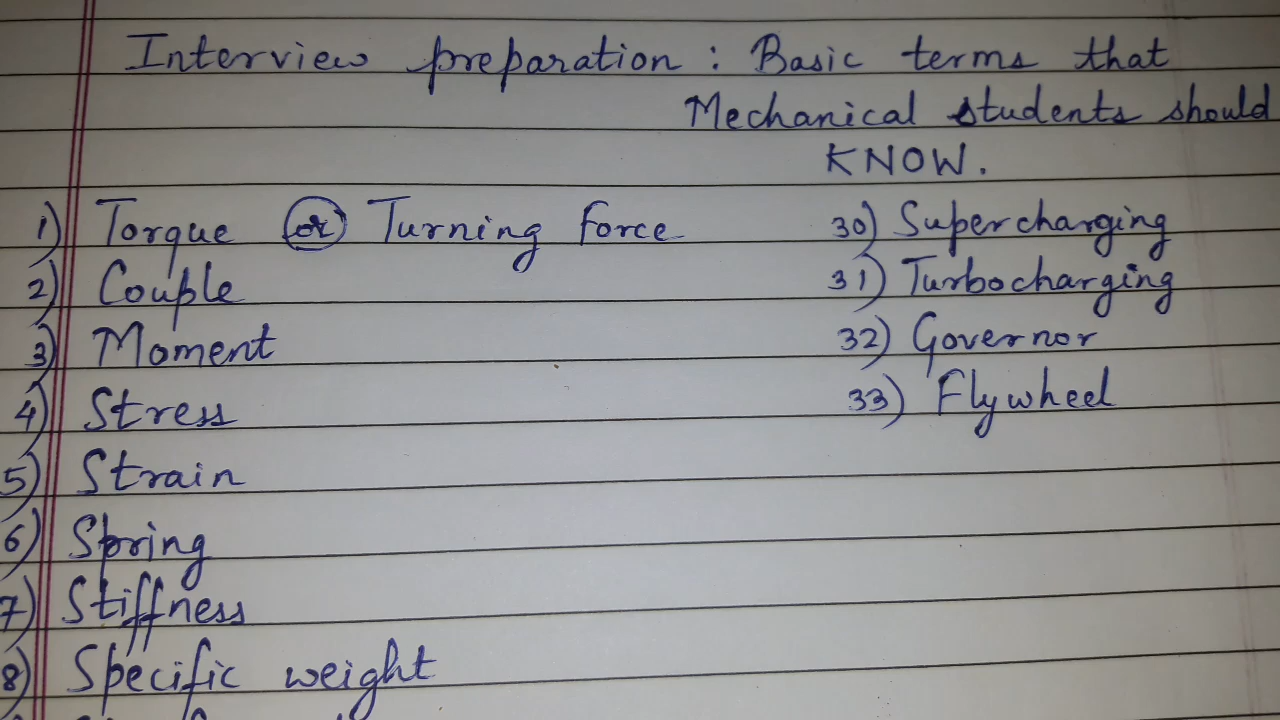 Interview preparation : Basic terms that
Mechanical students should
KNOW.
1) Torque or Turning force
2) Couple
3) Moment
4) Stress
5) Strain
6) Spring
7) Stiffness
8) Specific weight
30) Supercharging
31) Turbocharging
32) Governor
33) Flywheel